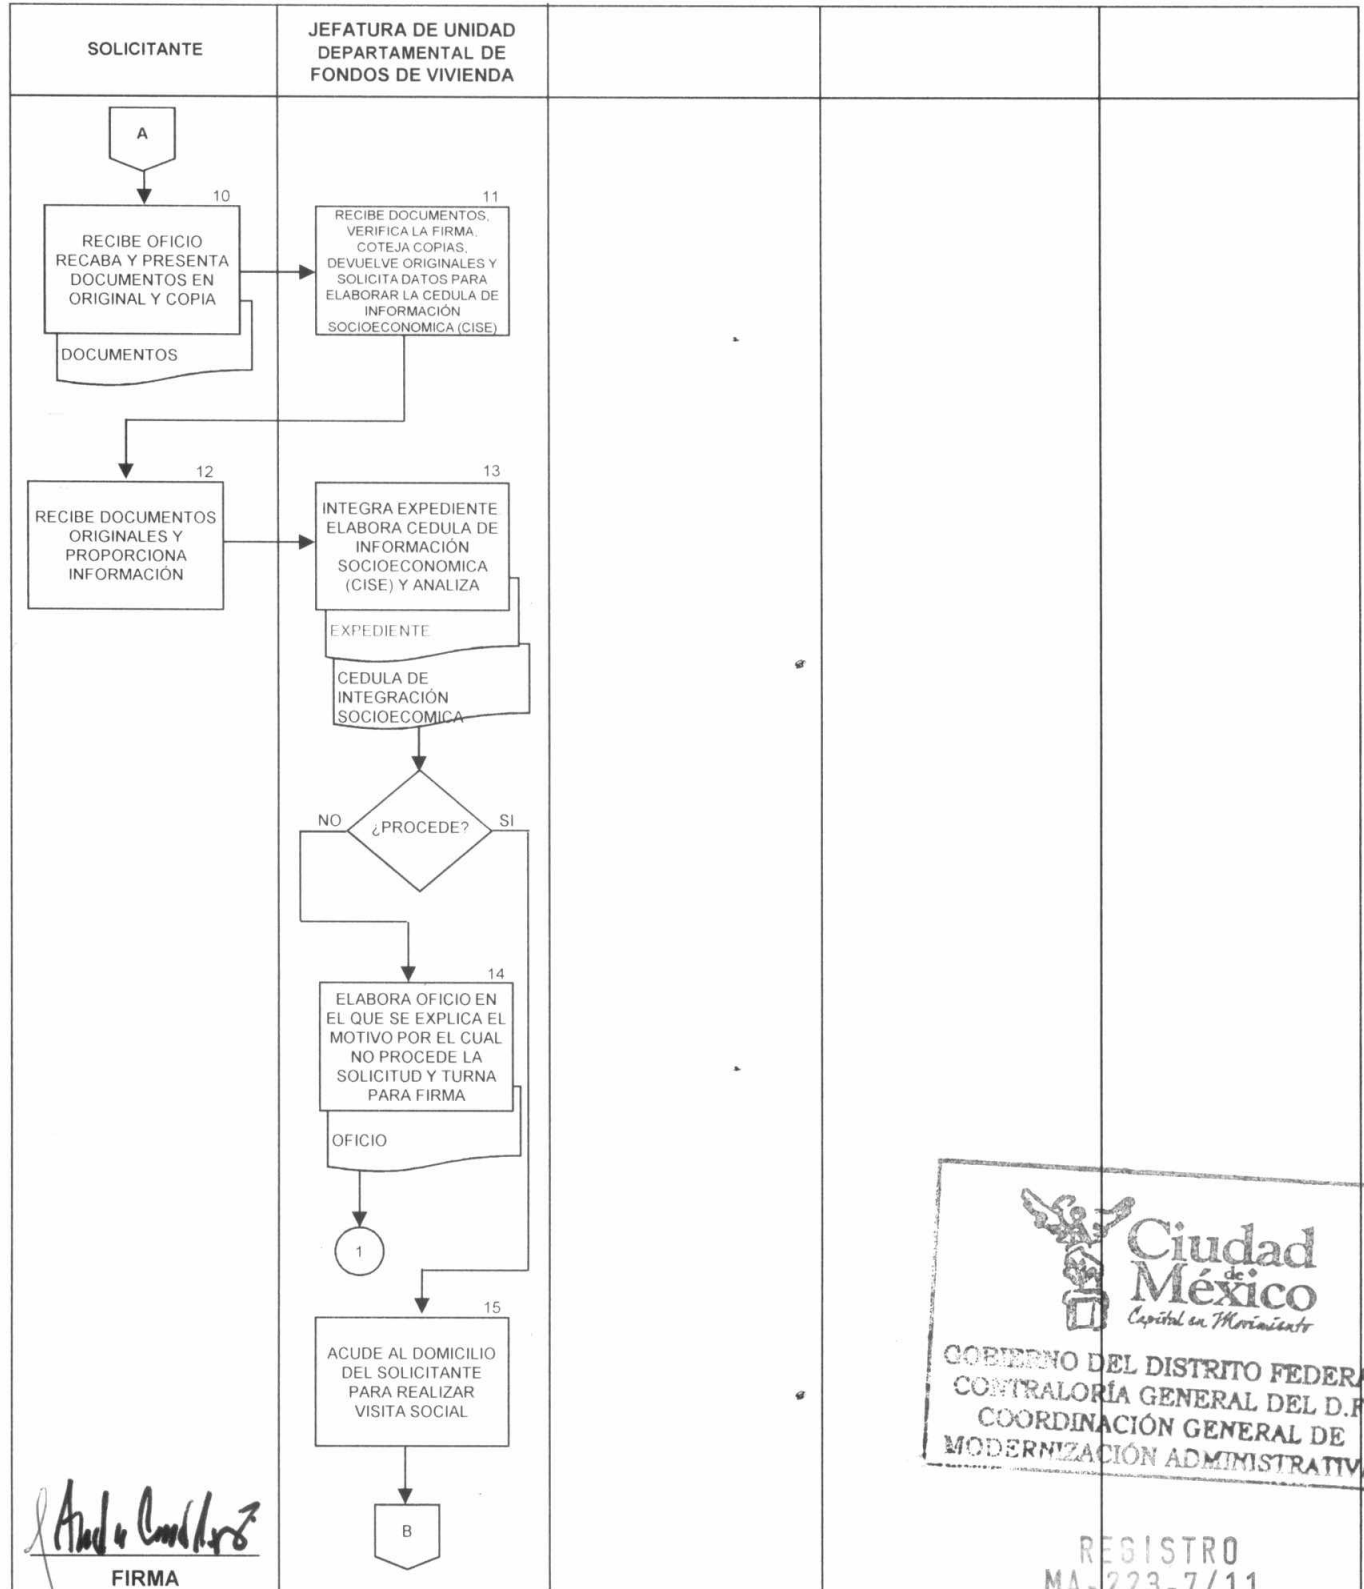 SOLICITANTE
JEFATURA DE UNIDAD
DEPARTAMENTAL DE
FONDOS DE VIVIENDA
A
10
RECIBE OFICIO
RECABA Y PRESENTA
DOCUMENTOS EN
ORIGINAL Y COPIA
DOCUMENTOS
11
RECIBE DOCUMENTOS,
VERIFICA LA FIRMA,
COTEJA COPIAS,
DEVUELVE ORIGINALES Y
SOLICITA DATOS PARA
ELABORAR LA CEDULA DE
INFORMACIÓN
SOCIOECONOMICA (CISE)
12
RECIBE DOCUMENTOS
ORIGINALES Y
PROPORCIONA
INFORMACIÓN
13
INTEGRA EXPEDIENTE
ELABORA CEDULA DE
INFORMACIÓN
SOCIOECONOMICA
(CISE) Y ANALIZA
EXPEDIENTE
CEDULA DE
INTEGRACIÓN
SOCIOECOMICA
NO
¿PROCEDE?
SI
14
ELABORA OFICIO EN
EL QUE SE EXPLICA EL
MOTIVO POR EL CUAL
NO PROCEDE LA
SOLICITUD Y TURNA
PARA FIRMA
OFICIO
1
15
ACUDE AL DOMICILIO
DEL SOLICITANTE
PARA REALIZAR
VISITA SOCIAL
B
FIRMA
Ciudad
de
México
Capital en Movimiento
GOBIERNO DEL DISTRITO FEDERA
CONTRALORÍA GENERAL DEL D.F
COORDINACIÓN GENERAL DE
MODERNIZACIÓN ADMINISTRATIV
REGISTRO
MA-223-7/11